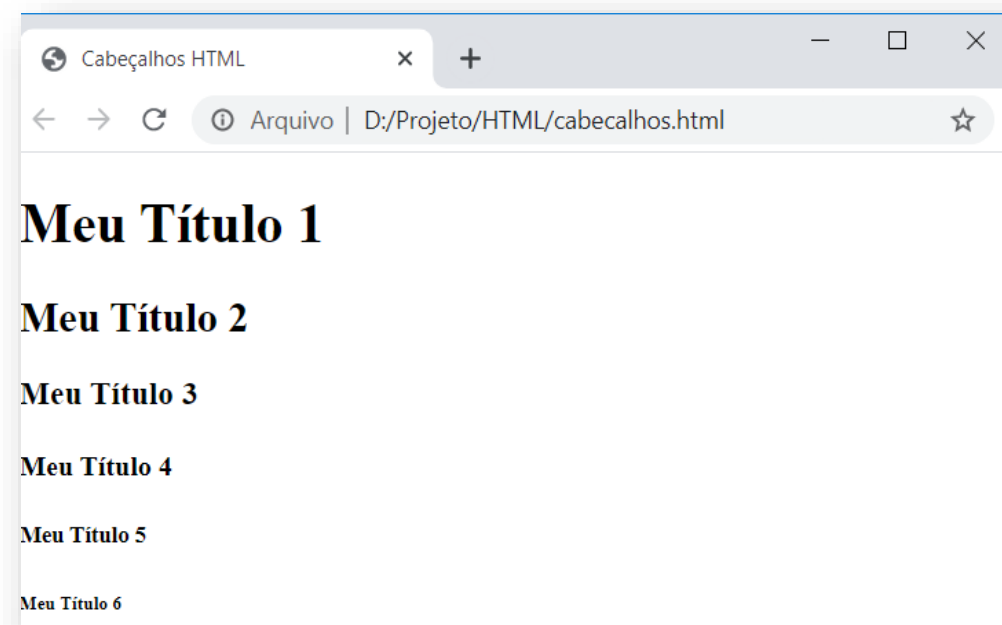 Cabeçalhos HTML
Arquivo | D:/Projeto/HTML/cabecalhos.html
Meu Título 1
Meu Título 2
Meu Título 3
Meu Título 4
Meu Título 5
Meu Título 6